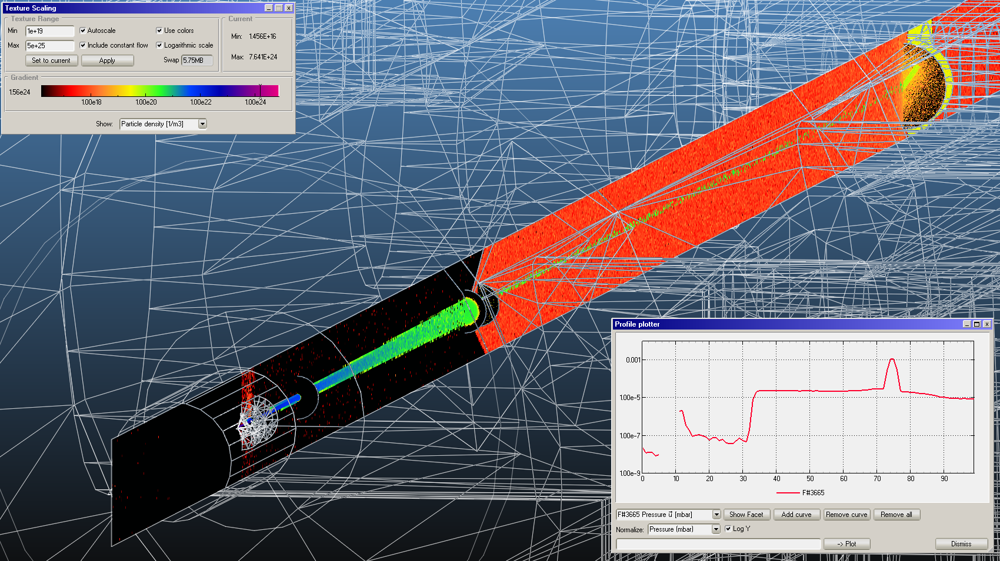 Texture Scaling
Texture Range
Min 1e+19 Autoscale Use colors
Max 5e+25 Include constant flow Logarithmic scale
Set to current Apply Swap 5.75MB
Current
Min: 1.456E+16
Max: 7.641E+24
Gradient
1.56e24
1.00e18 1.00e20 1.00e22 1.00e24
Show: Particle density [1/m3]
Profile plotter
0.001
1.00e-5
1.00e-7
1.00e-9
0 10 20 30 40 50 60 70 80 90
F#3665
F#3665 Pressure ū [mbar] Show Facet Add curve Remove curve Remove all
Normalize: Pressure (mbar) Log Y
-> Plot Dismiss